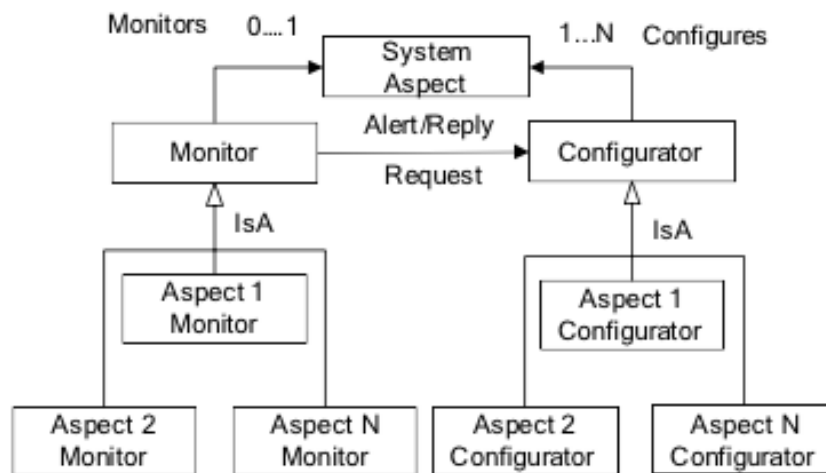 Monitors 0....1
System
Aspect
1...N Configures
Monitor
Alert/Reply
Request
Configurator
IsA
IsA
Aspect 1
Monitor
Aspect 1
Configurator
Aspect 2
Monitor
Aspect N
Monitor
Aspect 2
Configurator
Aspect N
Configurator